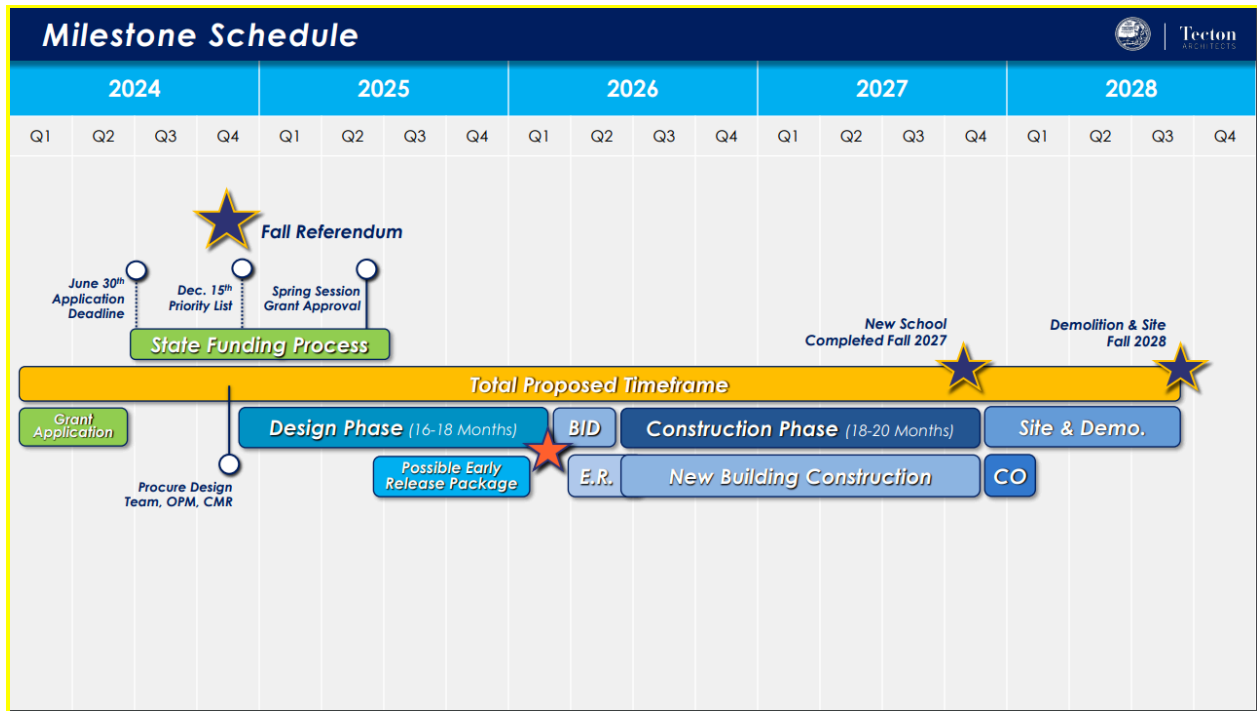 Milestone Schedule
Tecton
ARCHITECTS
2024 2025 2026 2027 2028
Q1 Q2 Q3 Q4 Q1 Q2 Q3 Q4 Q1 Q2 Q3 Q4 Q1 Q2 Q3 Q4 Q1 Q2 Q3 Q4
Fall Referendum
June 30th
Application
Deadline
Dec. 15th
Priority List
Spring Session
Grant Approval
State Funding Process
New School
Completed Fall 2027
Demolition & Site
Fall 2028
Total Proposed Timeframe
Grant
Application
Design Phase (16-18 Months)
BID
Construction Phase (18-20 Months)
Site & Demo.
Procure Design
Team, OPM, CMR
Possible Early
Release Package
E.R.
New Building Construction
CO